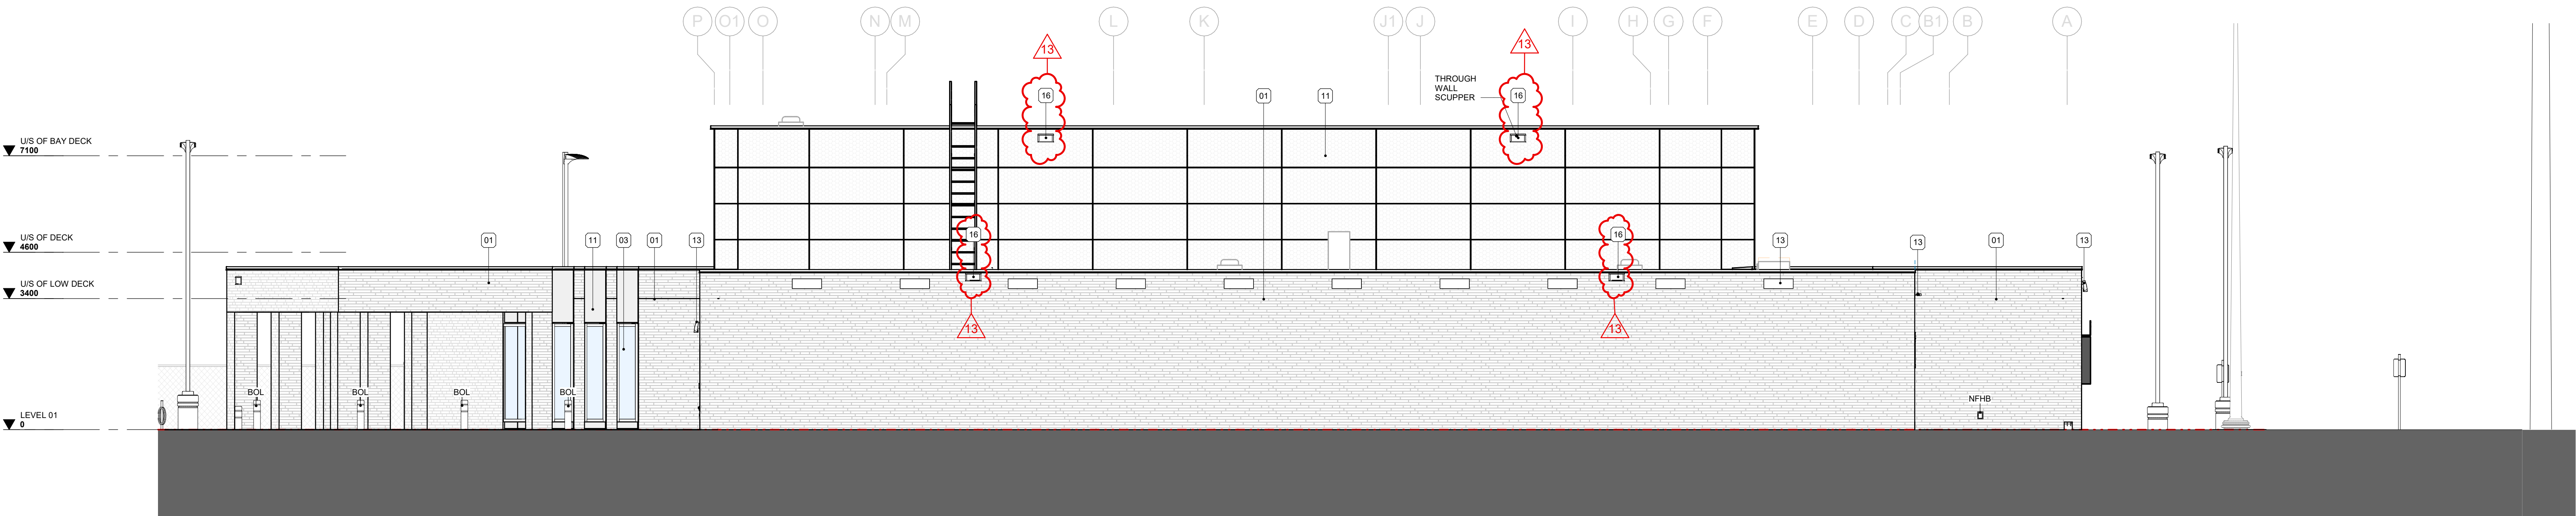 P O1 O N M L K J1 J I H G F E D C B1 B A
13 13
THROUGH
WALL
SCUPPER
16 01 11 16
U/S OF BAY DECK
7100
U/S OF DECK
4600
01 11 03 01 13 16 16 13 13 01 13
U/S OF LOW DECK
3400
13 13
BOL BOL BOL BOL
NFHB
LEVEL 01
0